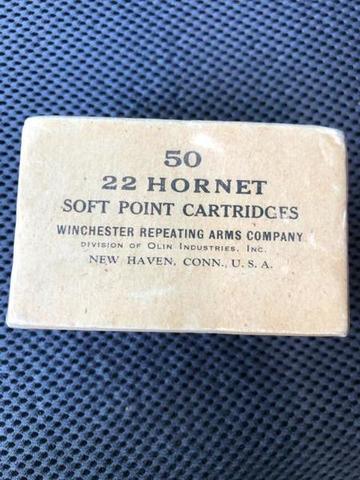 50
22 HORNET
SOFT POINT CARTRIDGES
WINCHESTER REPEATING ARMS COMPANY
DIVISION OF OLIN INDUSTRIES, INC.
NEW HAVEN, CONN., U. S. A.